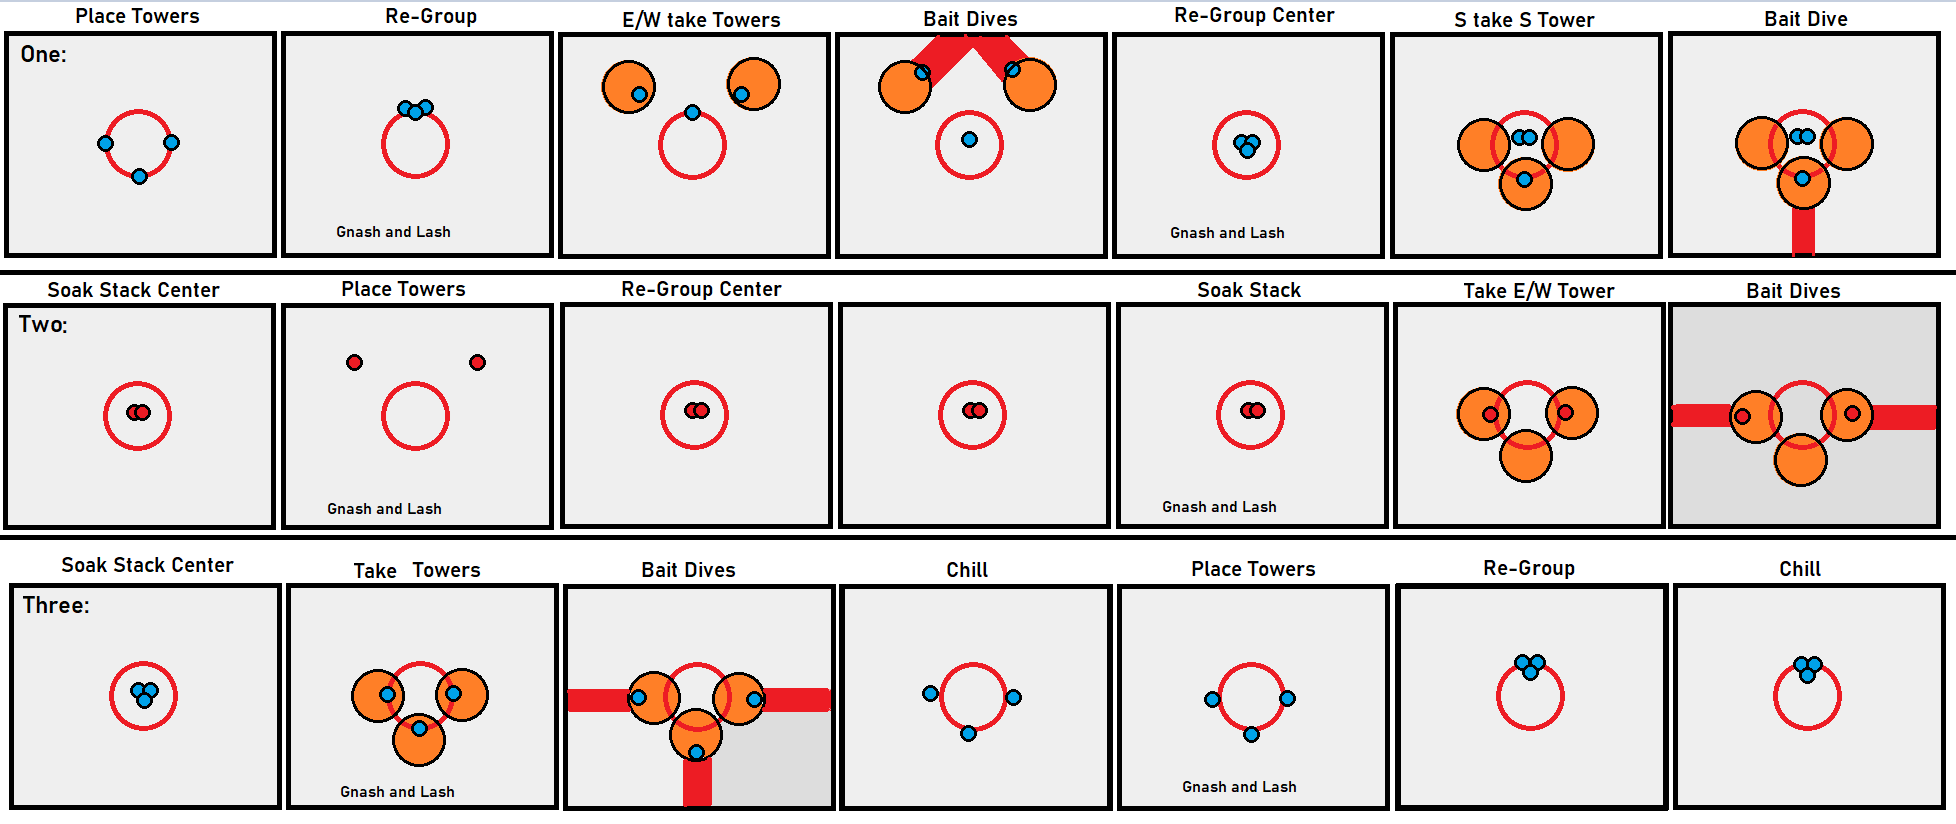 Place Towers
Re-Group
E/W take Towers
Bait Dives
Re-Group Center
S take S Tower
Bait Dive
One:
Gnash and Lash
Gnash and Lash
Soak Stack Center
Place Towers
Re-Group Center
Soak Stack
Take E/W Tower
Bait Dives
Two:
Gnash and Lash
Gnash and Lash
Soak Stack Center
Take Towers
Bait Dives
Chill
Place Towers
Re-Group
Chill
Three:
Gnash and Lash
Gnash and Lash